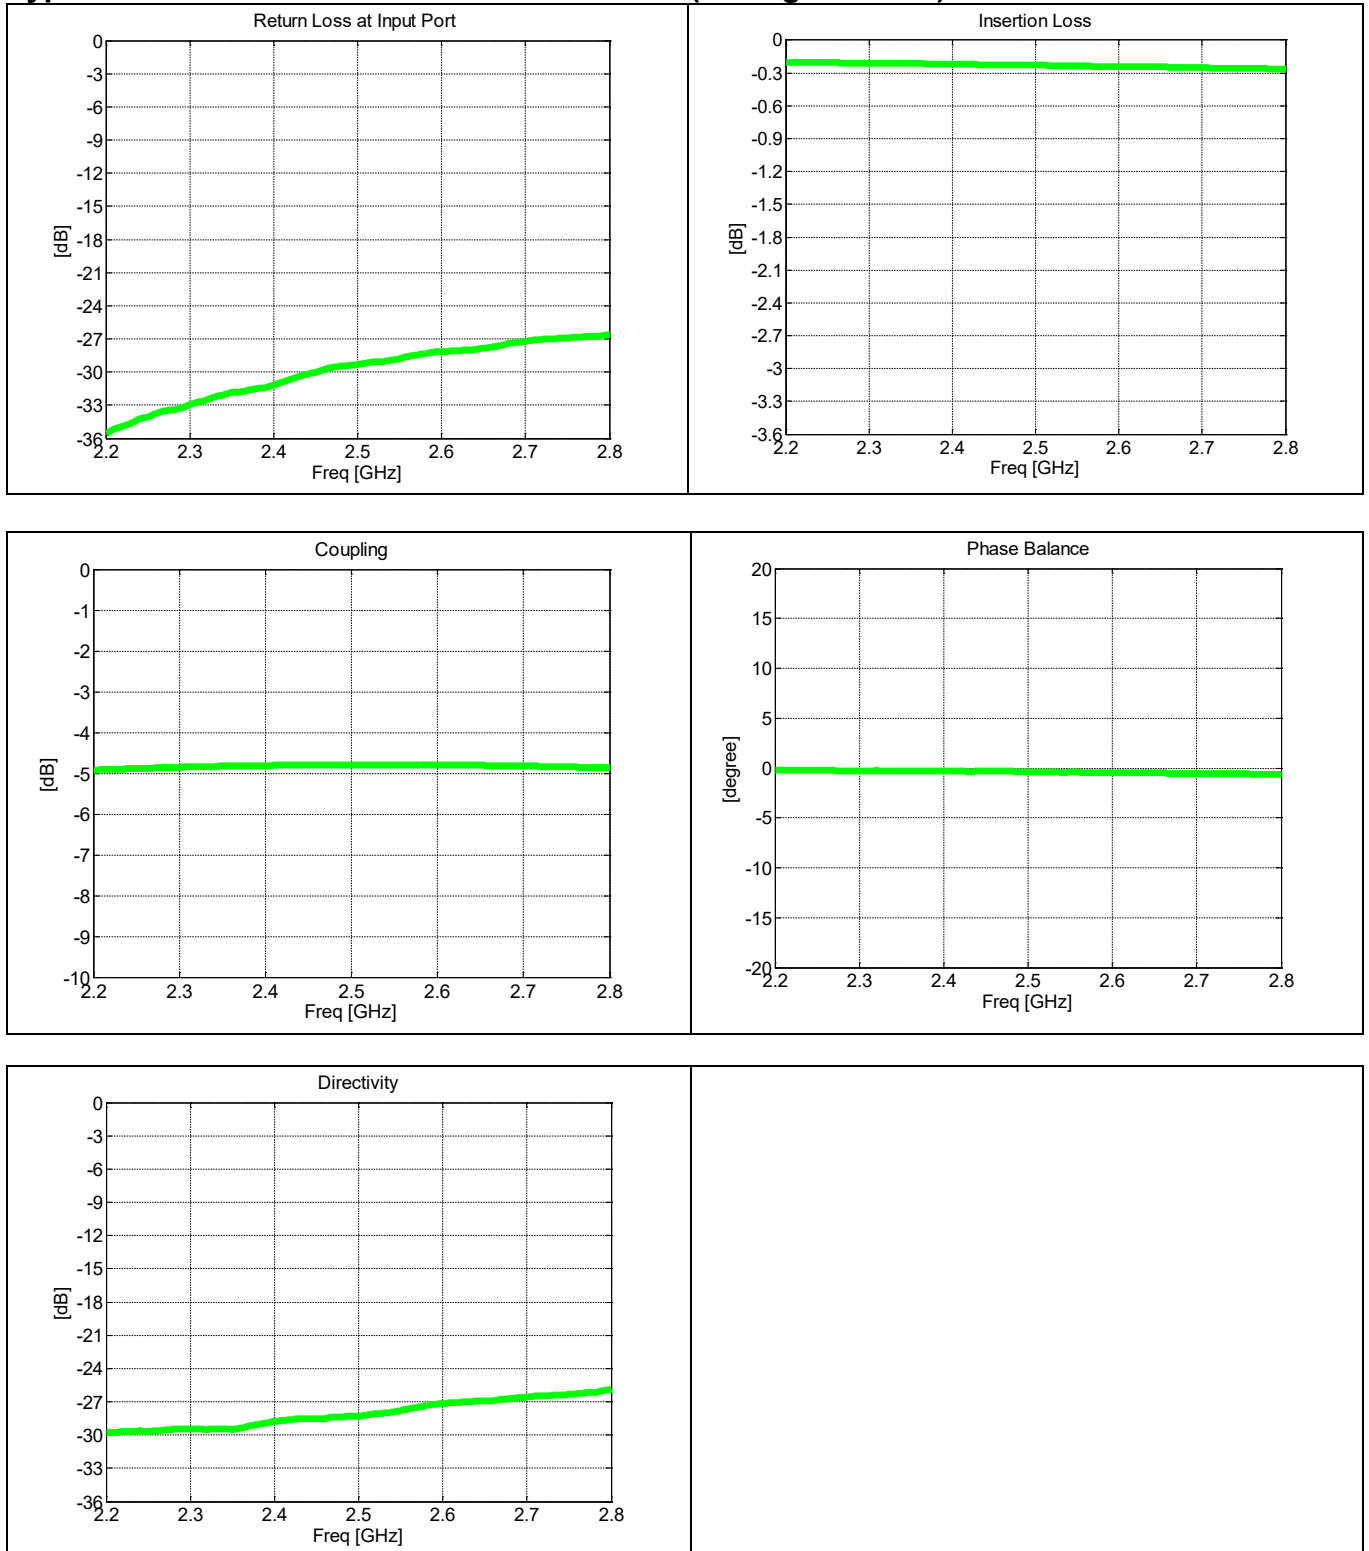 Return Loss at Input Port
0
-3
-6
-9
-12
-15
-18
-21
-24
-27
-30
-33
-36
[dB]
2.2 2.3 2.4 2.5 2.6 2.7 2.8
Freq [GHz]
Insertion Loss
0
-0.3
-0.6
-0.9
-1.2
-1.5
-1.8
-2.1
-2.4
-2.7
-3
-3.3
-3.6
[dB]
2.2 2.3 2.4 2.5 2.6 2.7 2.8
Freq [GHz]
Coupling
0
-1
-2
-3
-4
-5
-6
-7
-8
-9
-10
[dB]
2.2 2.3 2.4 2.5 2.6 2.7 2.8
Freq [GHz]
Phase Balance
20
15
10
5
0
-5
-10
-15
-20
[degree]
2.2 2.3 2.4 2.5 2.6 2.7 2.8
Freq [GHz]
Directivity
0
-3
-6
-9
-12
-15
-18
-21
-24
-27
-30
-33
-36
[dB]
2.2 2.3 2.4 2.5 2.6 2.7 2.8
Freq [GHz]